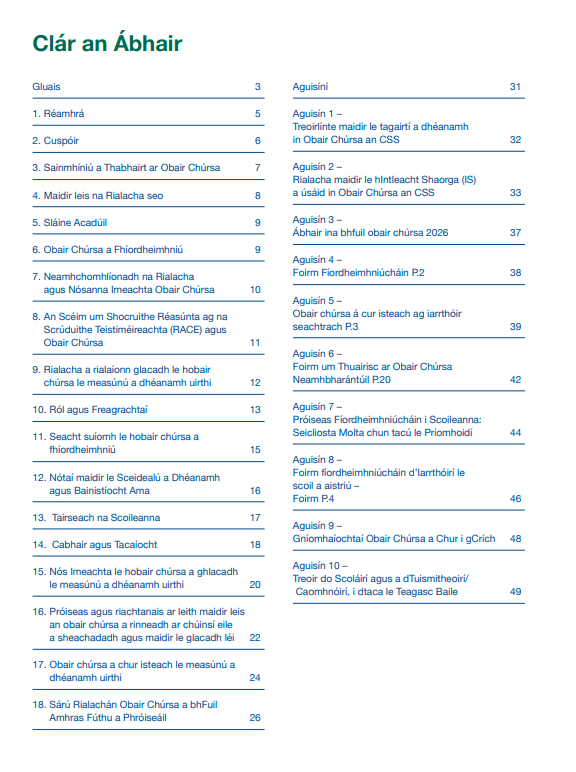 Clár an Ábhair
Gluais 3
1. Réamhrá 5
2. Cuspóir 6
3. Sainmhíniú a Thabhairt ar Obair Chúrsa 7
4. Maidir leis na Rialacha seo 8
5. Sláine Acadúil 9
6. Obair Chúrsa a Fhíordheimhniú 9
7. Neamhchomhlíonadh na Rialacha
agus Nósanna Imeachta Obair Chúrsa 10
8. An Scéim um Shocruithe Réasúnta ag na
Scrúduithe Teistiméireachta (RACE) agus
Obair Chúrsa 11
9. Rialacha a rialaíonn glacadh le hobair
chúrsa le measúnú a dhéanamh uirthi 12
10. Ról agus Freagrachtaí 13
11. Seacht suíomh le hobair chúrsa a
fhíordheimhniú 15
12. Nótaí maidir le Sceidealú a Dhéanamh
agus Bainistíocht Ama 16
13. Tairseach na Scoileanna 17
14. Cabhair agus Tacaíocht 18
15. Nós Imeachta le hobair chúrsa a ghlacadh
le measúnú a dhéanamh uirthi 20
16. Próiseas agus riachtanais ar leith maidir leis
an obair chúrsa a rinneadh ar chúinsí eile
a sheachadadh agus maidir le glacadh léi 22
17. Obair chúrsa a chur isteach le measúnú a
dhéanamh uirthi 24
18. Sárú Rialachán Obair Chúrsa a bhFuil
Amhras Fúthu a Phróiseáil 26
Aguisíní 31
Aguisín 1 –
Treoirlínte maidir le tagairtí a dhéanamh
in Obair Chúrsa an CSS 32
Aguisín 2 –
Rialacha maidir le hIntleacht Shaorga (IS)
a úsáid in Obair Chúrsa an CSS 33
Aguisín 3 –
Ábhair ina bhfuil obair chúrsa 2026 37
Aguisín 4 –
Foirm Fíordheimhniúcháin P.2 38
Aguisín 5 –
Obair chúrsa á cur isteach ag iarrthóir
seachtrach P.3 39
Aguisín 6 –
Foirm um Thuairisc ar Obair Chúrsa
Neamhbharántúil P.20 42
Aguisín 7 –
Próiseas Fíordheimhniúcháin i Scoileanna:
Seicliosta Molta chun tacú le Príomhoidí 44
Aguisín 8 –
Foirm fíordheimhniúcháin d'Iarrthóirí le
scoil a aistriú –
Foirm P.4 46
Aguisín 9 –
Gníomhaíochtaí Obair Chúrsa a Chur i gCrích 48
Aguisín 10 –
Treoir do Scoláirí agus a dTuismitheoirí/
Caomhnóirí, i dtaca le Teagasc Baile 49